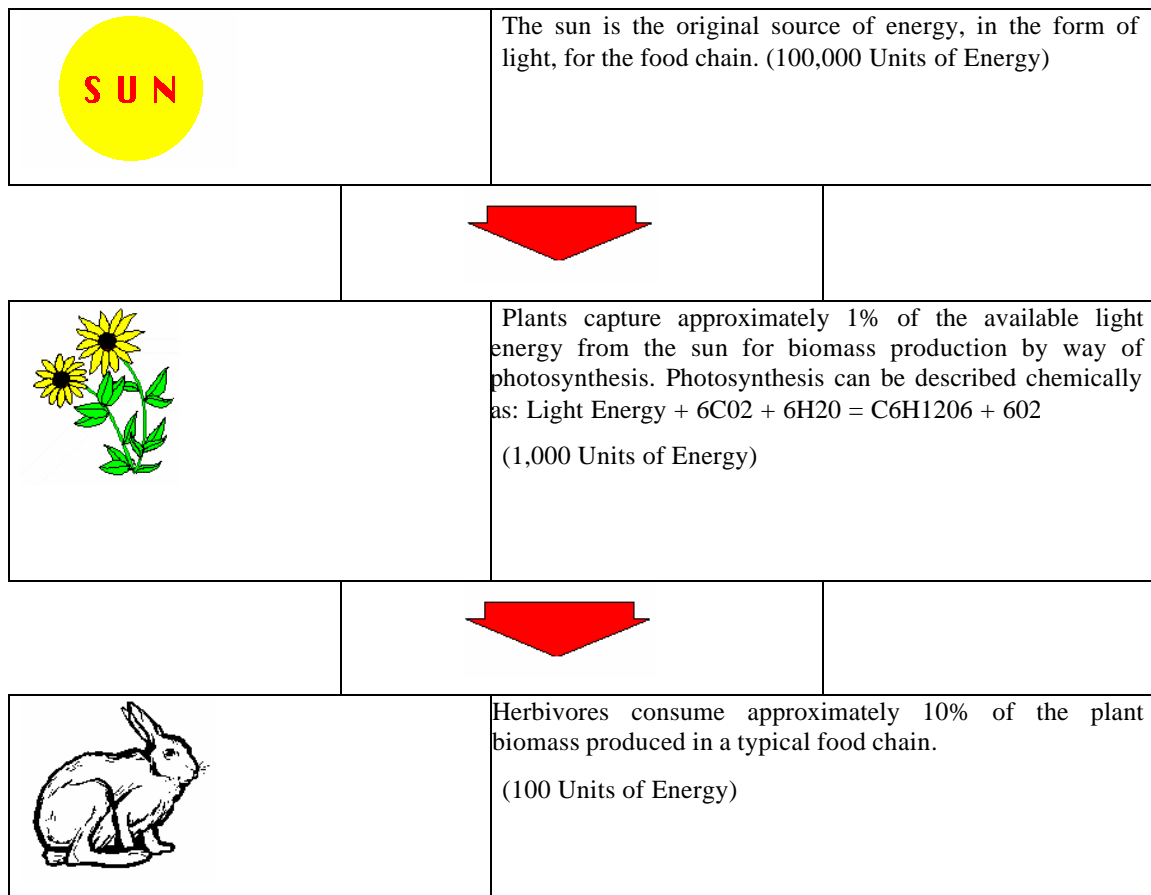 S U N
The sun is the original source of energy, in the form of
light, for the food chain. (100,000 Units of Energy)
Plants capture approximately 1% of the available light
energy from the sun for biomass production by way of
photosynthesis. Photosynthesis can be described chemically
as: Light Energy + 6C02 + 6H20 = C6H1206 + 602
(1,000 Units of Energy)
Herbivores consume approximately 10% of the plant
biomass produced in a typical food chain.
(100 Units of Energy)